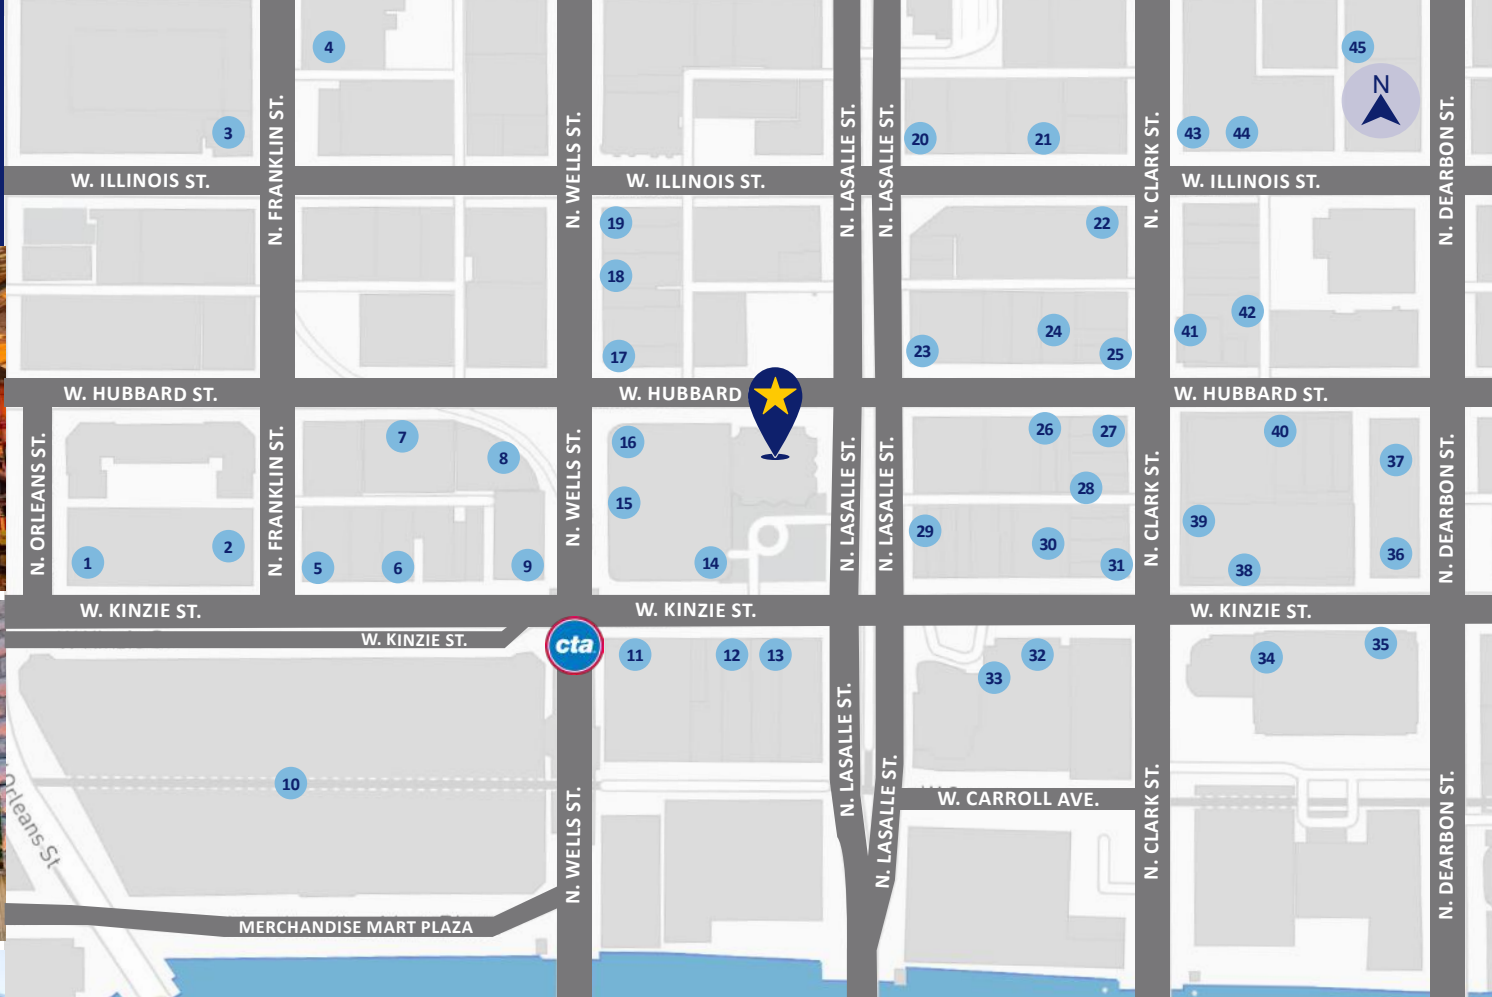 4
45
N
3
43
44
20
21
N. FRANKLIN ST.
N. WELLS ST.
N. LASALLE ST.
N. LASALLE ST.
N. CLARK ST.
N. DEARBON ST.
W. ILLINOIS ST.
W. ILLINOIS ST.
W. ILLINOIS ST.
19
22
18
42
24
41
23
25
17
W. HUBBARD ST.
W. HUBBARD
W. HUBBARD ST.
7
16
26
27
40
8
37
28
15
39
29
30
2
36
1
5
6
9
14
31
38
N. ORLEANS ST.
N. FRANKLIN ST.
N. WELLS ST.
N. LASALLE ST.
N. LASALLE ST.
N. CLARK ST.
N. DEARBON ST.
W. KINZIE ST.
W. KINZIE ST.
W. KINZIE ST.
W. KINZIE ST.
cta
11
12
13
32
33
34
35
10
Orleans St
N. WELLS ST.
N. LASALLE ST.
N. LASALLE ST.
N. CLARK ST.
N. DEARBON ST.
W. CARROLL AVE.
MERCHANDISE MART PLAZA